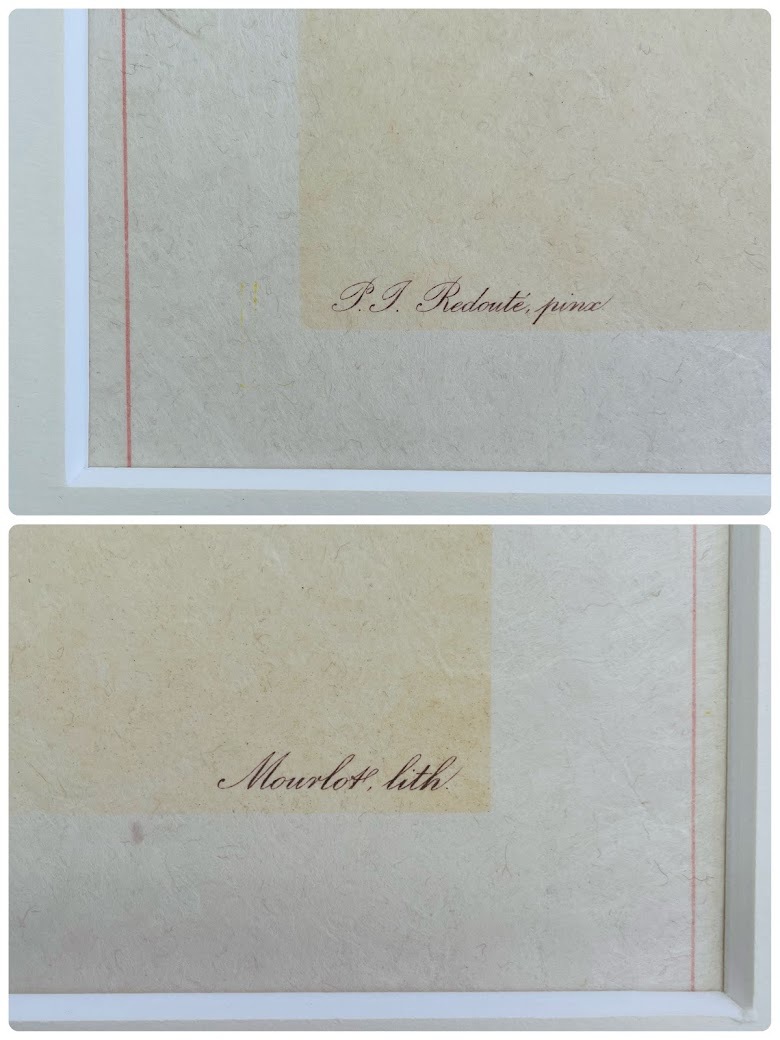 P. J. Redouté, pinx.
Mourlot, lith.